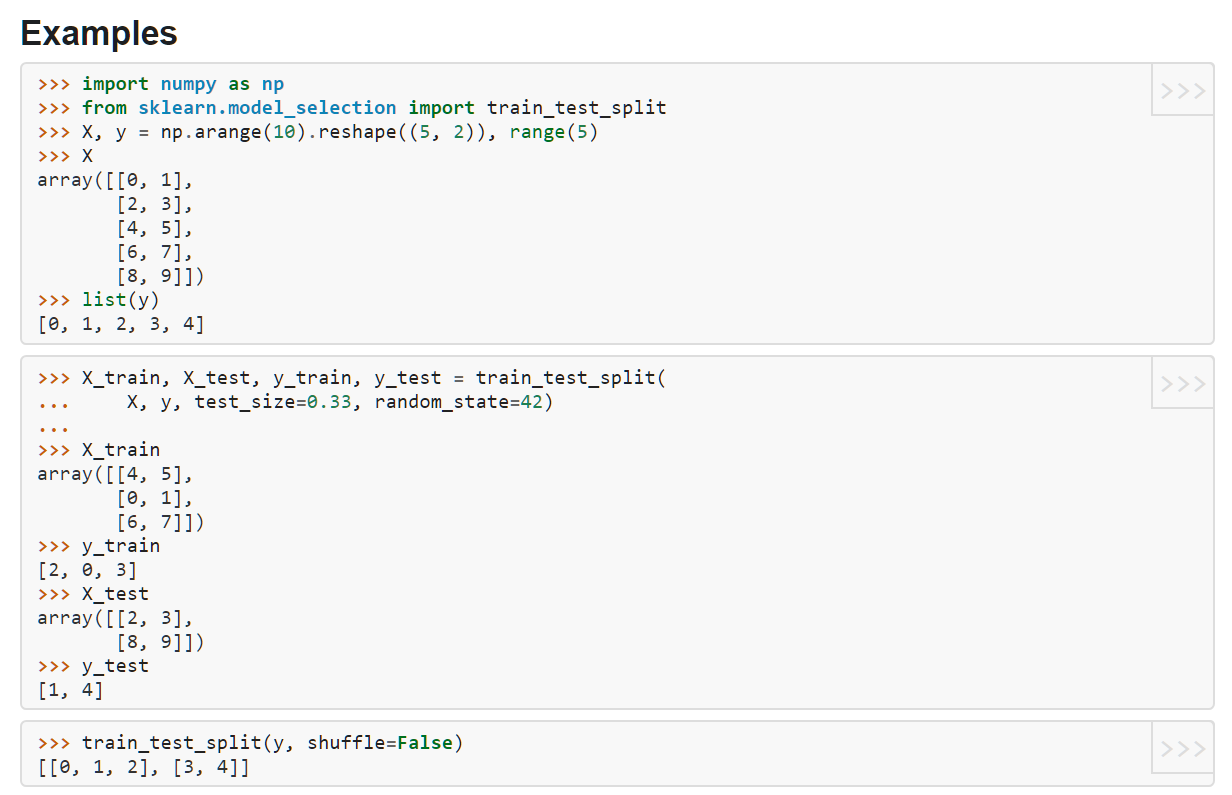 Examples
>>> import numpy as np
>>> from sklearn.model_selection import train_test_split
>>> X, y = np.arange(10).reshape((5, 2)), range(5)
>>> X
array([[0, 1],
       [2, 3],
       [4, 5],
       [6, 7],
       [8, 9]])
>>> list(y)
[0, 1, 2, 3, 4]
>>>
>>> X_train, X_test, y_train, y_test = train_test_split(
...     X, y, test_size=0.33, random_state=42)
...
>>> X_train
array([[4, 5],
       [0, 1],
       [6, 7]])
>>> y_train
[2, 0, 3]
>>> X_test
array([[2, 3],
       [8, 9]])
>>> y_test
[1, 4]
>>>
>>> train_test_split(y, shuffle=False)
[[0, 1, 2], [3, 4]]
>>>